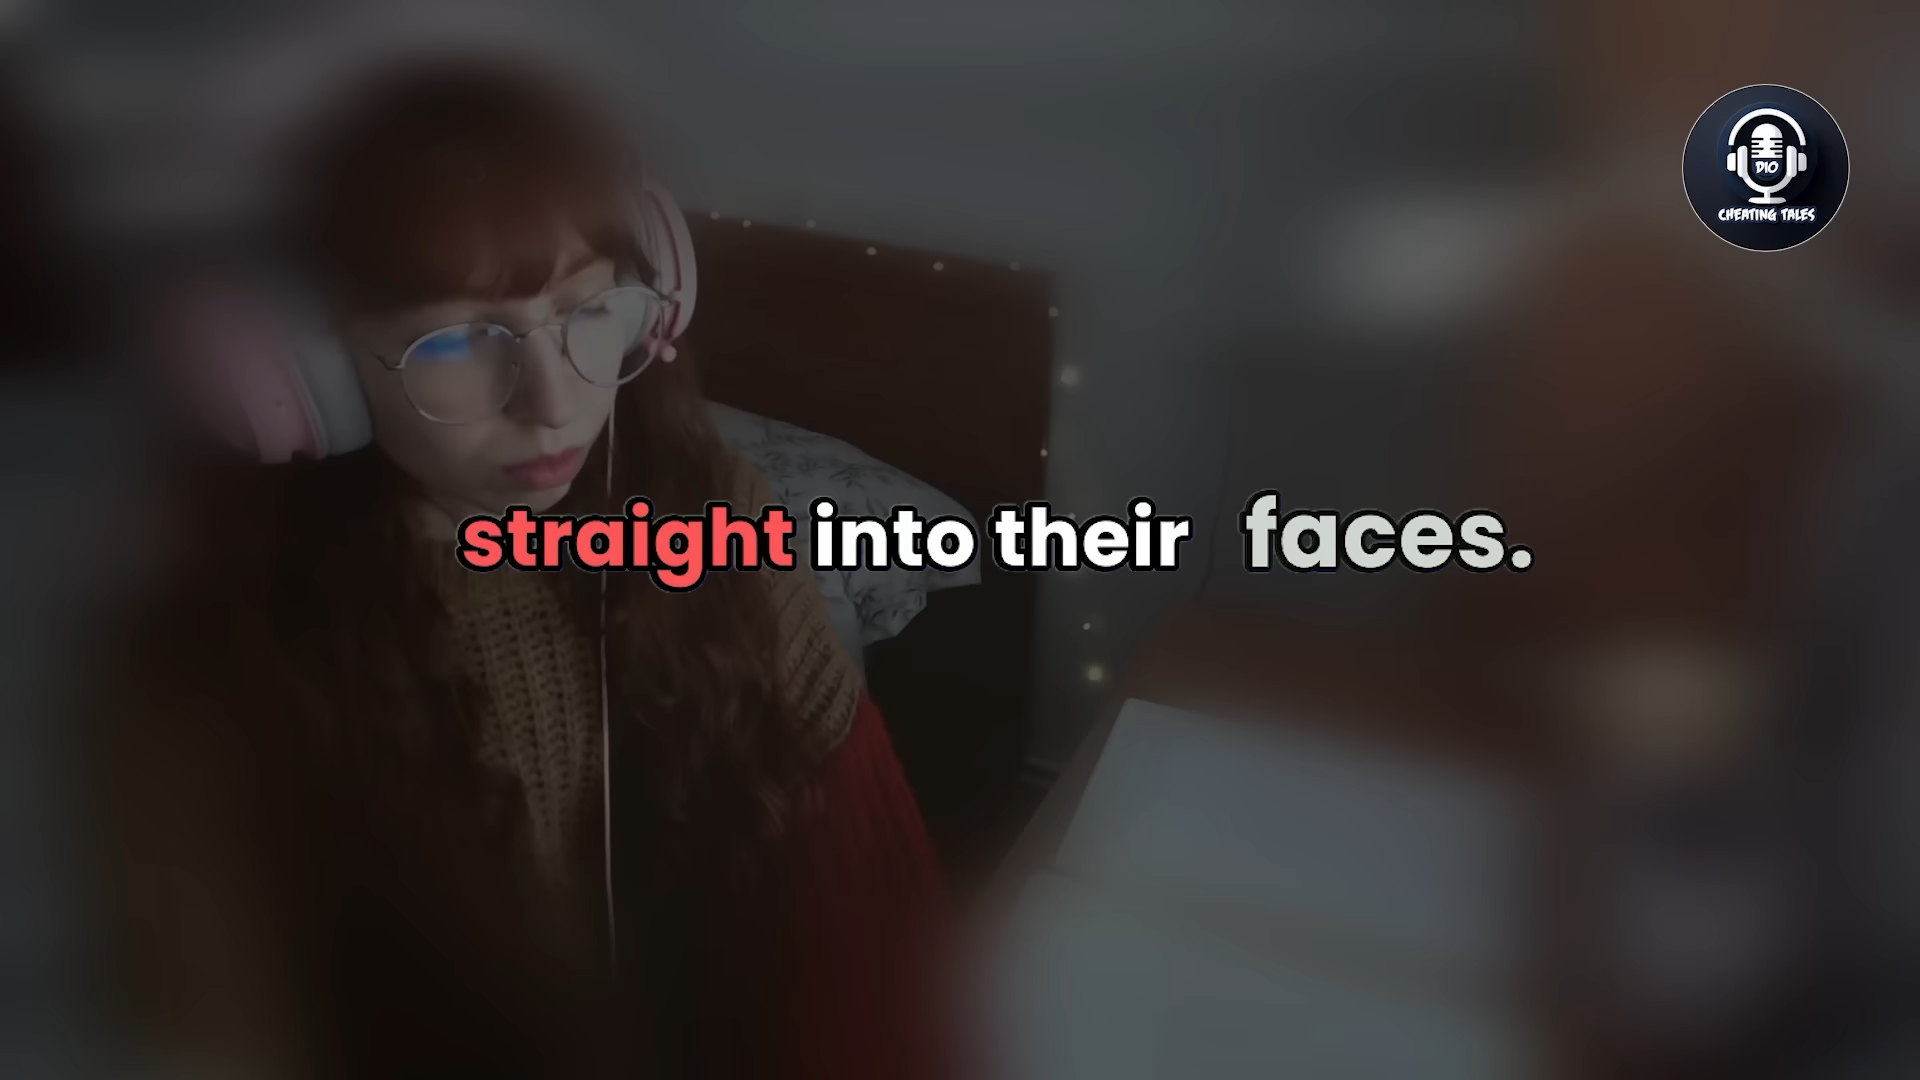 DIO
CHEATING TALES
straight into their faces.